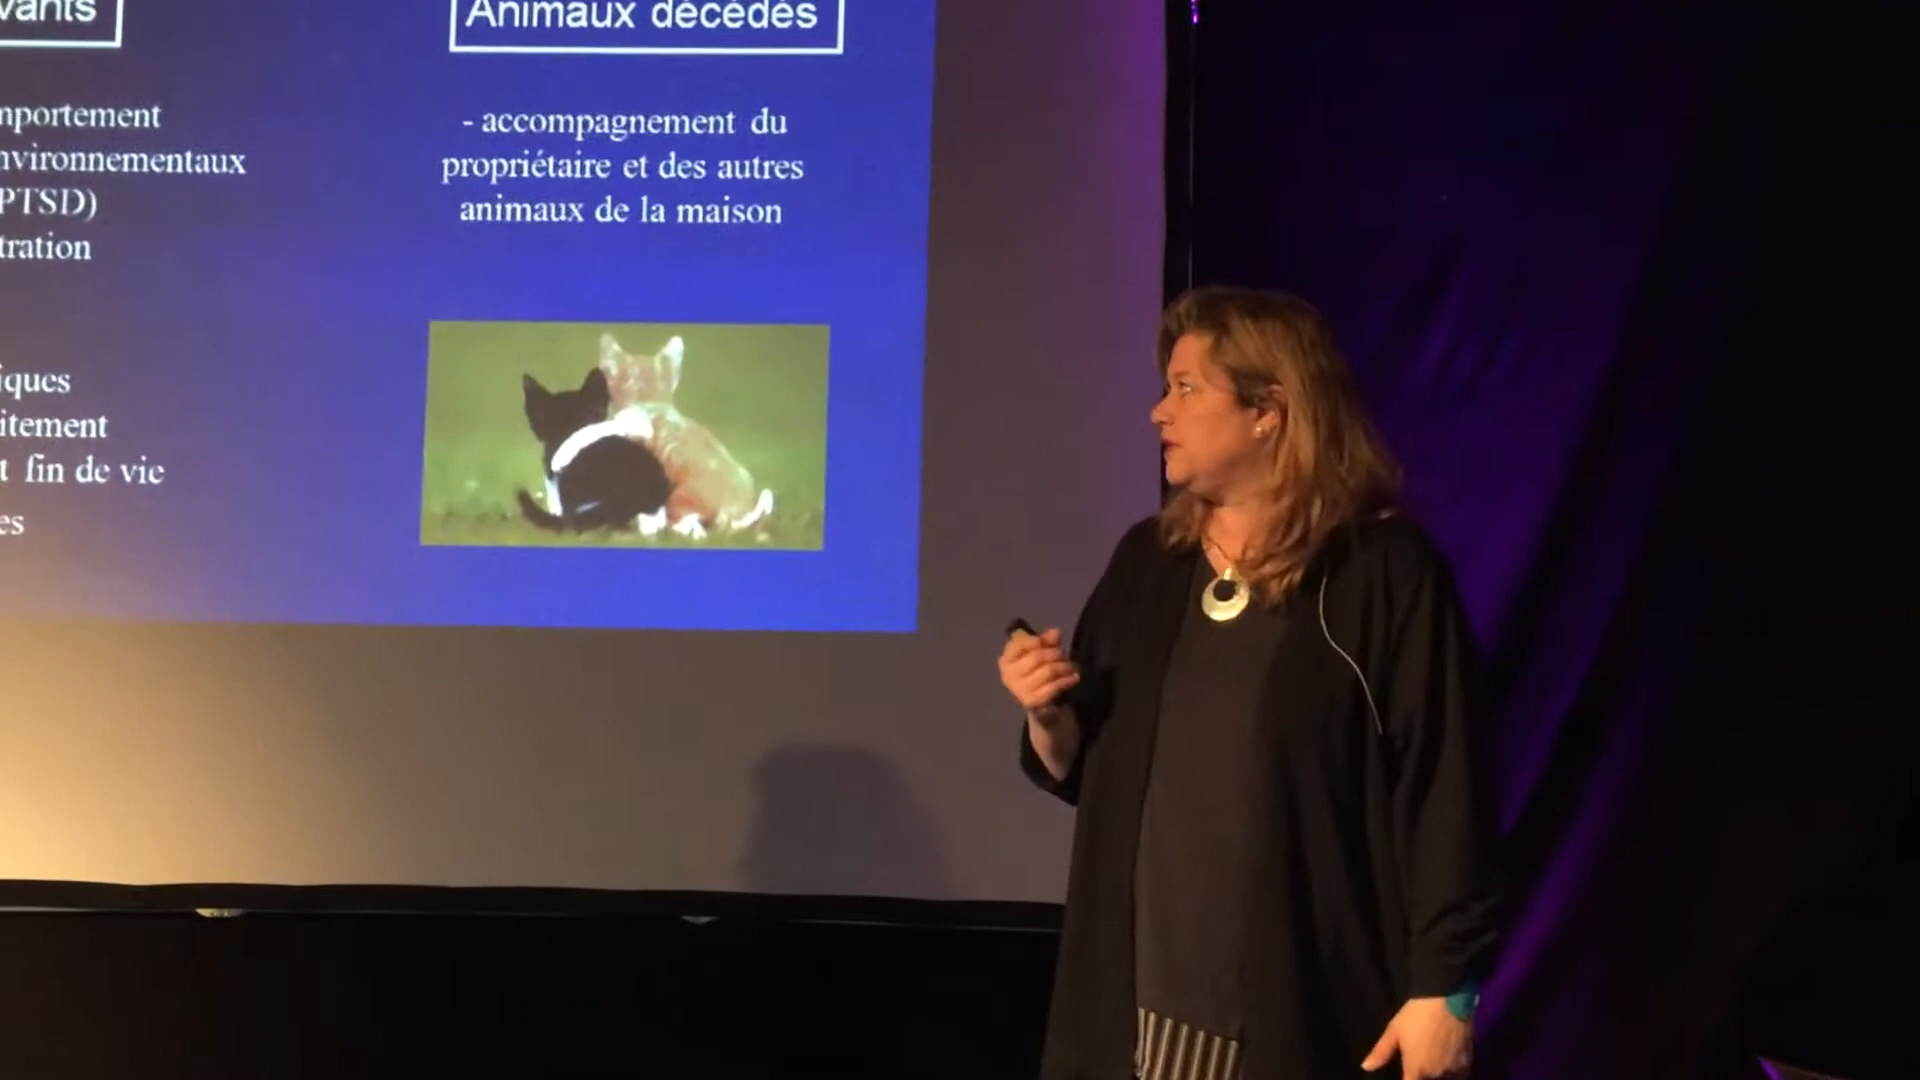 vants
Animaux décédés
mportement
nvironnementaux
PTSD)
tration
iques
itement
t fin de vie
es
- accompagnement du
propriétaire et des autres
animaux de la maison